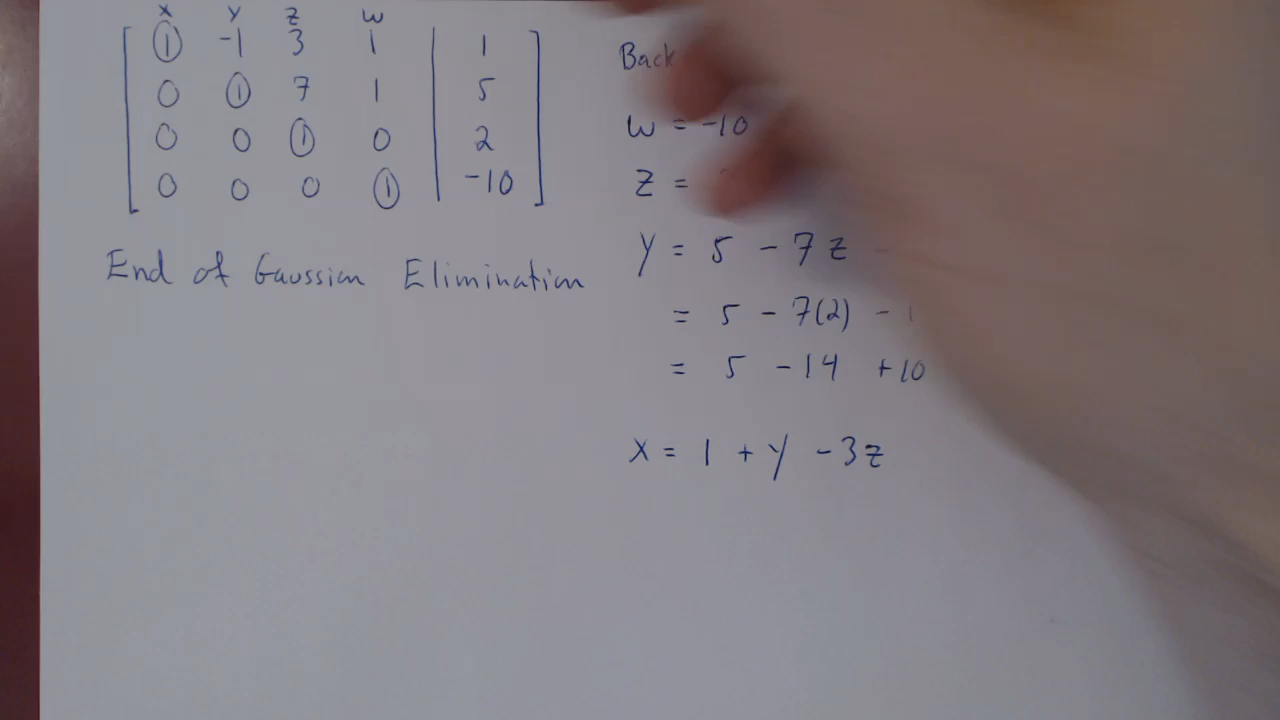 x y z w
1 -1 3 1 | 1
0 1 7 1 | 5
0 0 1 0 | 2
0 0 0 1 | -10
End of Gaussian Elimination
Back
w = -10
z =
y = 5 - 7z -
= 5 - 7(2) -
= 5 - 14 + 10
x = 1 + y - 3z